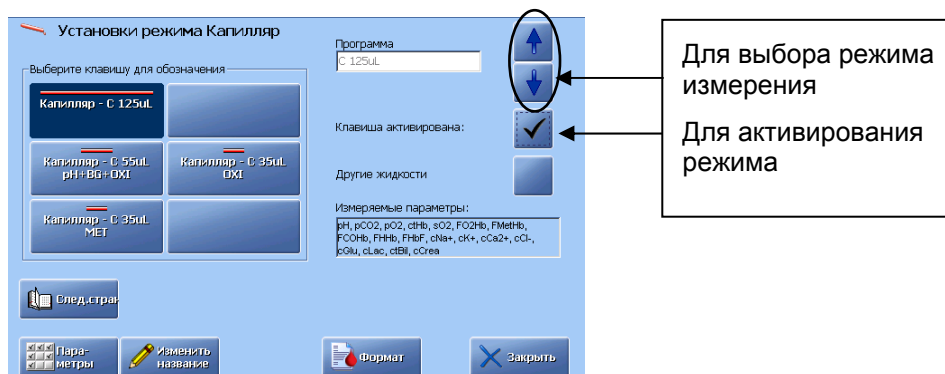 Установки режима Капилляр
Выберите клавишу для обозначения
Капилляр - С 125uL
Капилляр - С 55uL
pH+BG+OXI
Капилляр - С 35uL
OXI
Капилляр - С 35uL
MET
След.стран
Пара-
метры
Изменить
название
Программа
С 125uL
Клавиша активирована:
Другие жидкости
Измеряемые параметры:
pH, pCO2, pO2, ctHb, sO2, FO2Hb, FMetHb,
FCOHb, FHHb, FHbF, cNa+, cK+, cCa2+, cCl-,
cGlu, cLac, ctBil, cCrea
Формат
Закрыть
Для выбора режима
измерения
Для активирования
режима